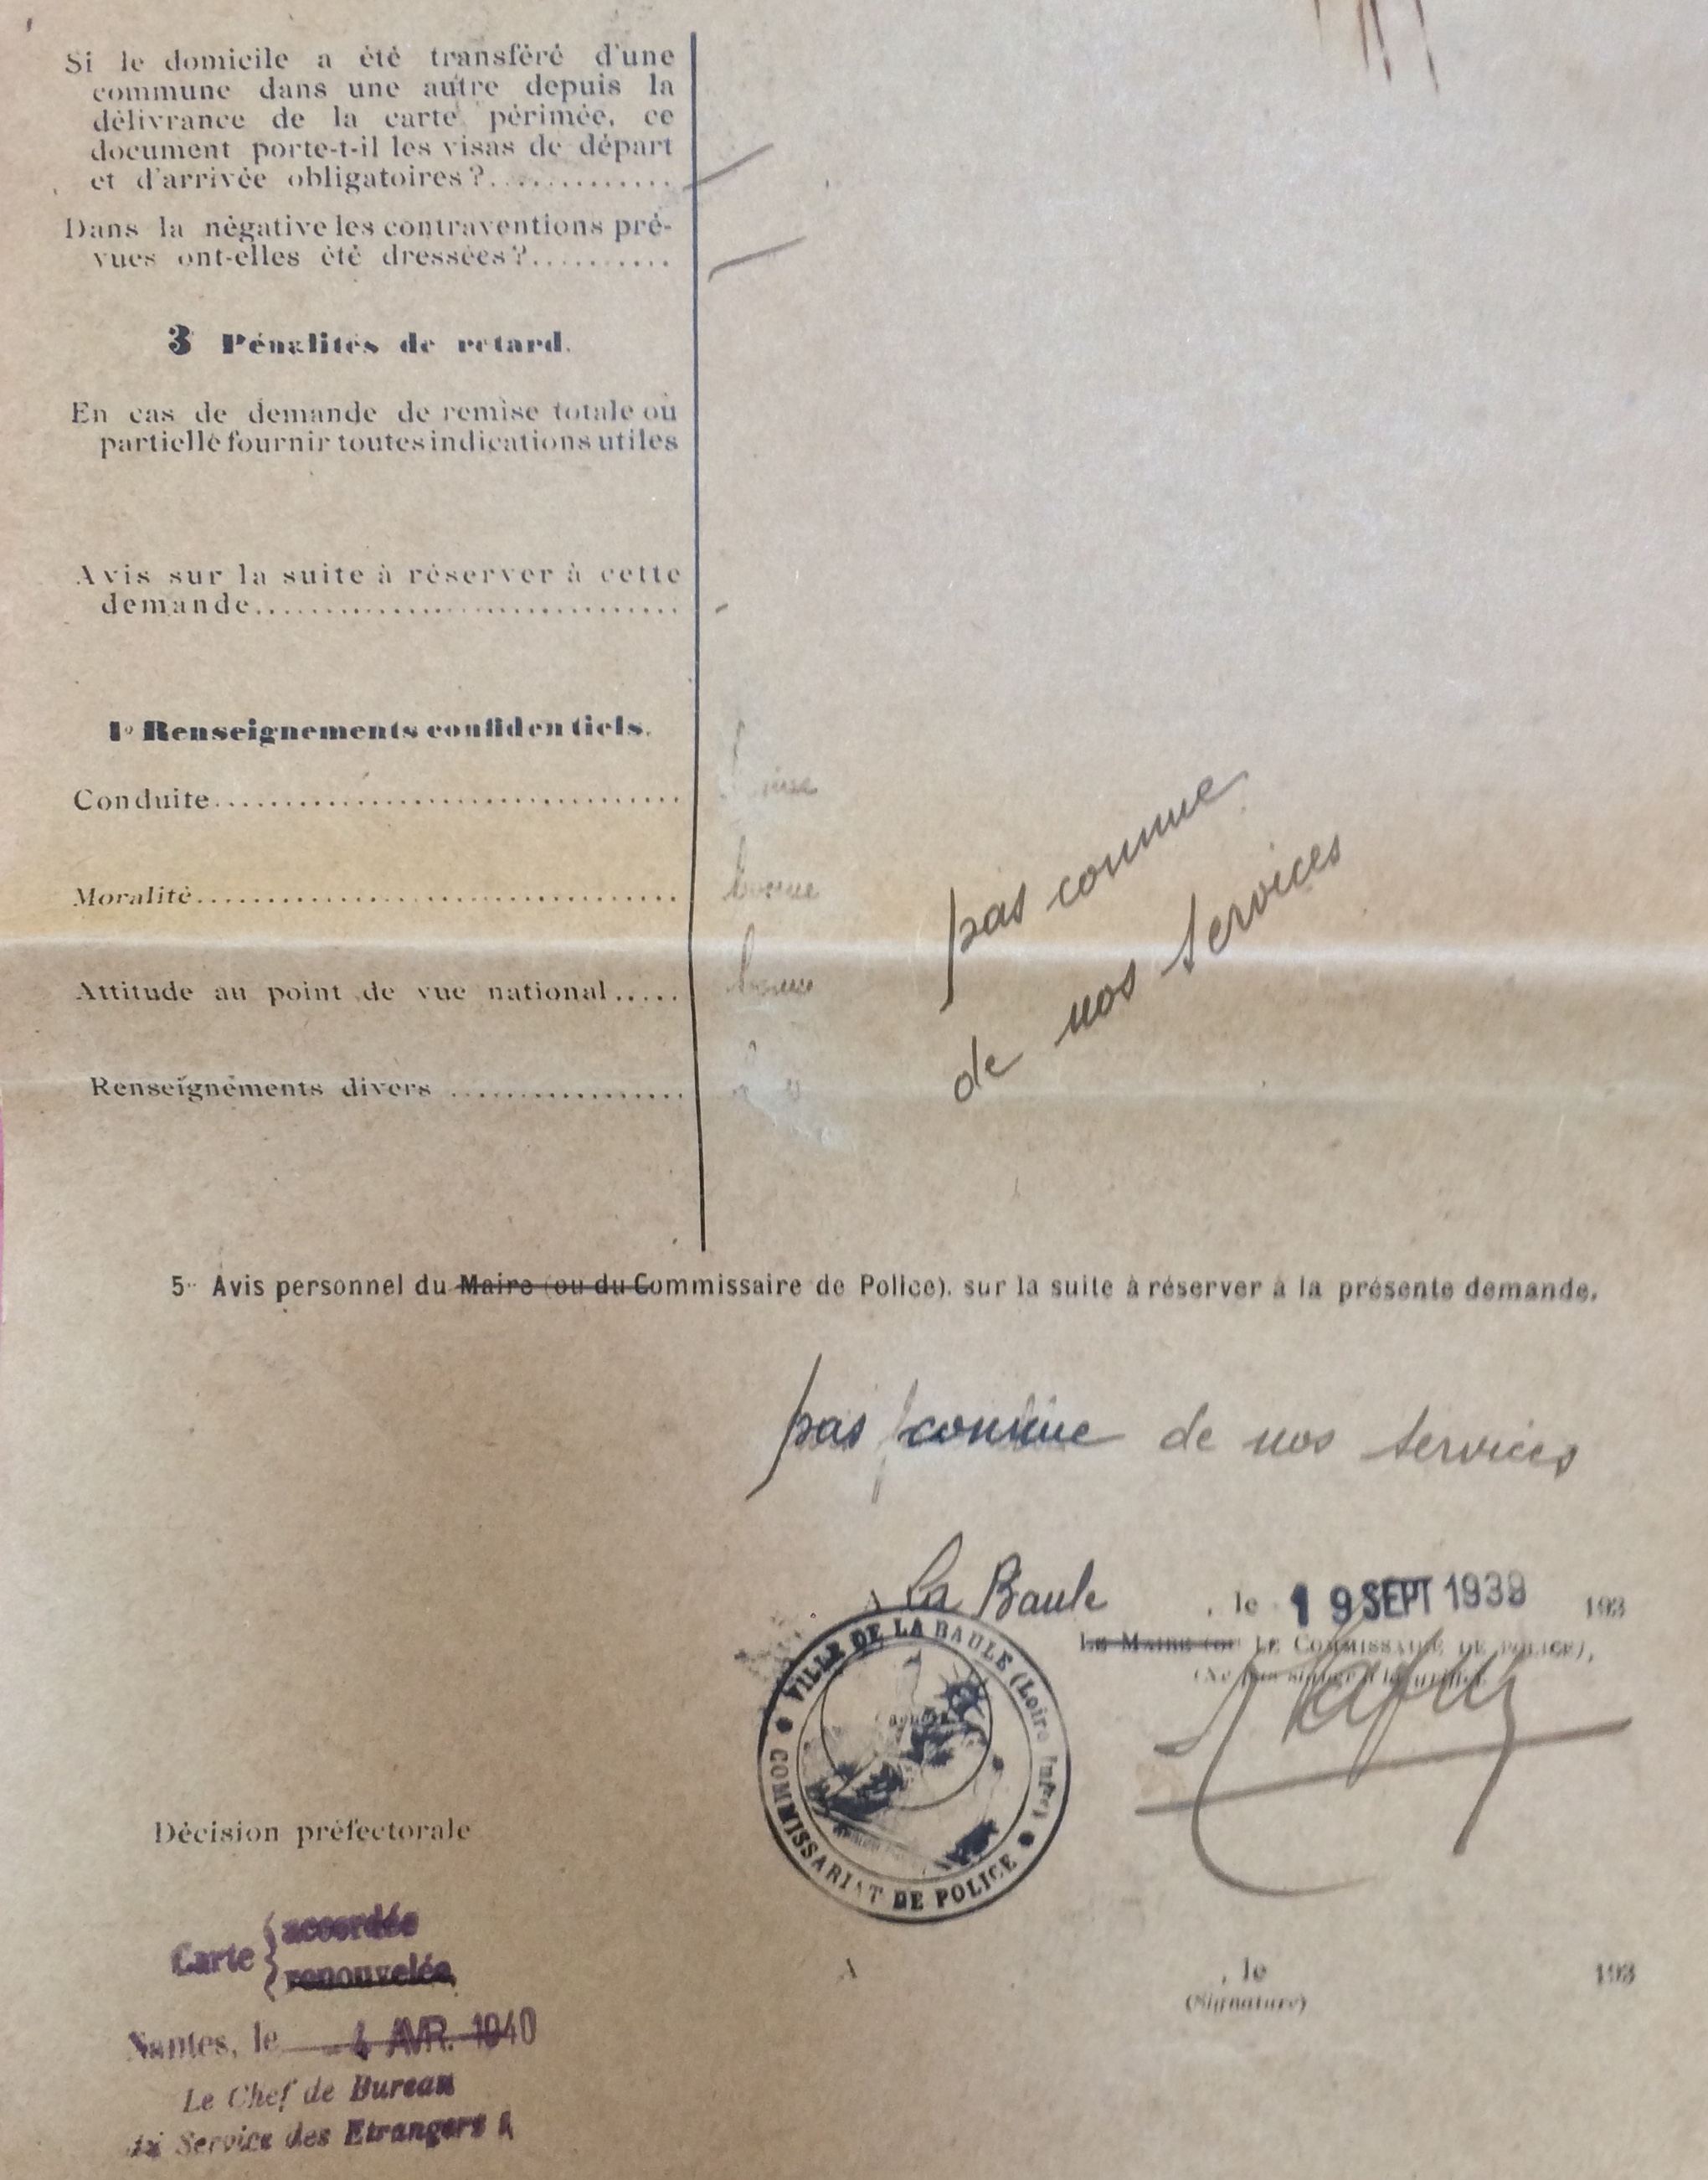 Si le domicile a été transféré d'une
commune dans une autre depuis la
délivrance de la carte périmée, ce
document porte-t-il les visas de départ
et d'arrivée obligatoires ?.............
Dans la négative les contraventions pré-
vues ont-elles été dressées ?..........
3° Pénalités de retard.
En cas de demande de remise totale ou
partielle fournir toutes indications utiles
Avis sur la suite à réserver à cette
demande............................... -
Renseignements confidentiels.
Conduite.................................
Moralité................................... bonne
Attitude au point de vue national..... bonne
Renseignements divers .................
pas connue
de nos services
5° Avis personnel du Maire (ou du Commissaire de Police), sur la suite à réserver à la présente demande.
pas connue de nos services
A La Baule, le 19 SEPT 1939 193
Le Maire (ou Le Commissaire de police),
VILLE DE LA BAULE (Loire Infre)
COMMISSARIAT DE POLICE
Décision préfectorale
Carte { accordée
renouvelée
A , le 193
(Signature)
Nantes, le - 4 AVR. 1940
Le Chef de Bureau
du Service des Etrangers